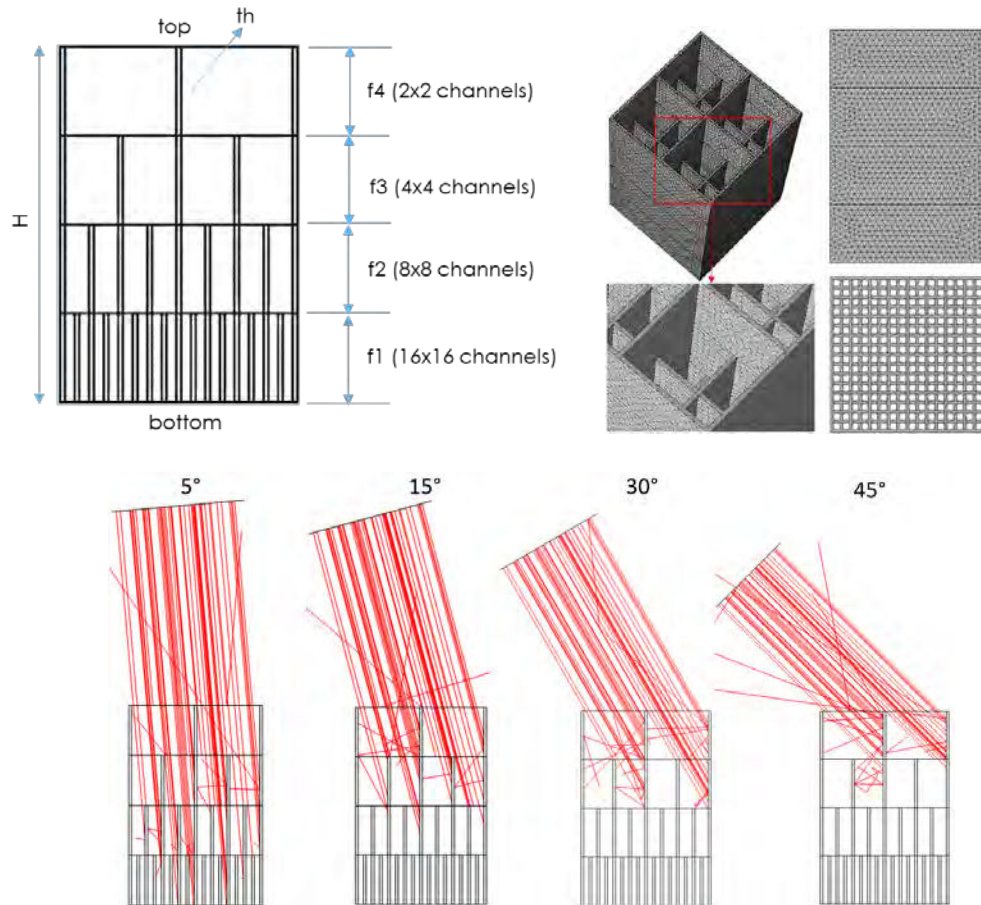 top
th
H
f4 (2x2 channels)
f3 (4x4 channels)
f2 (8x8 channels)
f1 (16x16 channels)
bottom
5°
15°
30°
45°